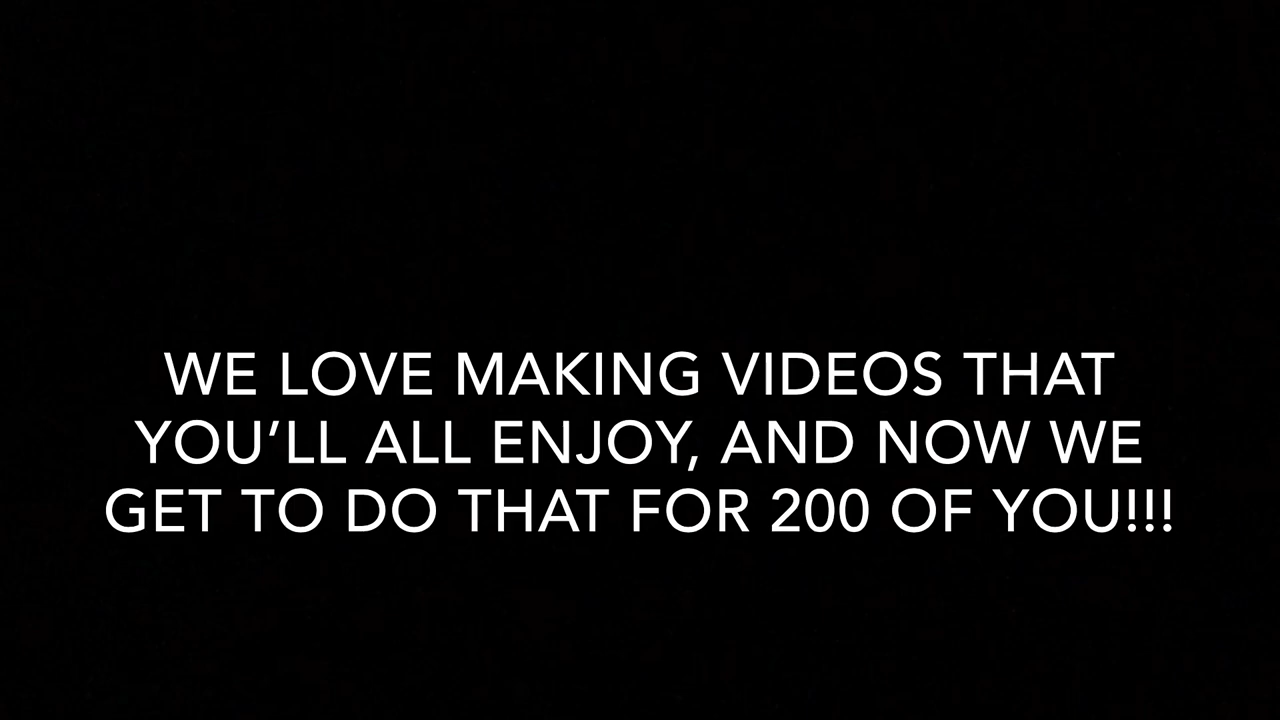 WE LOVE MAKING VIDEOS THAT
YOU’LL ALL ENJOY, AND NOW WE
GET TO DO THAT FOR 200 OF YOU!!!